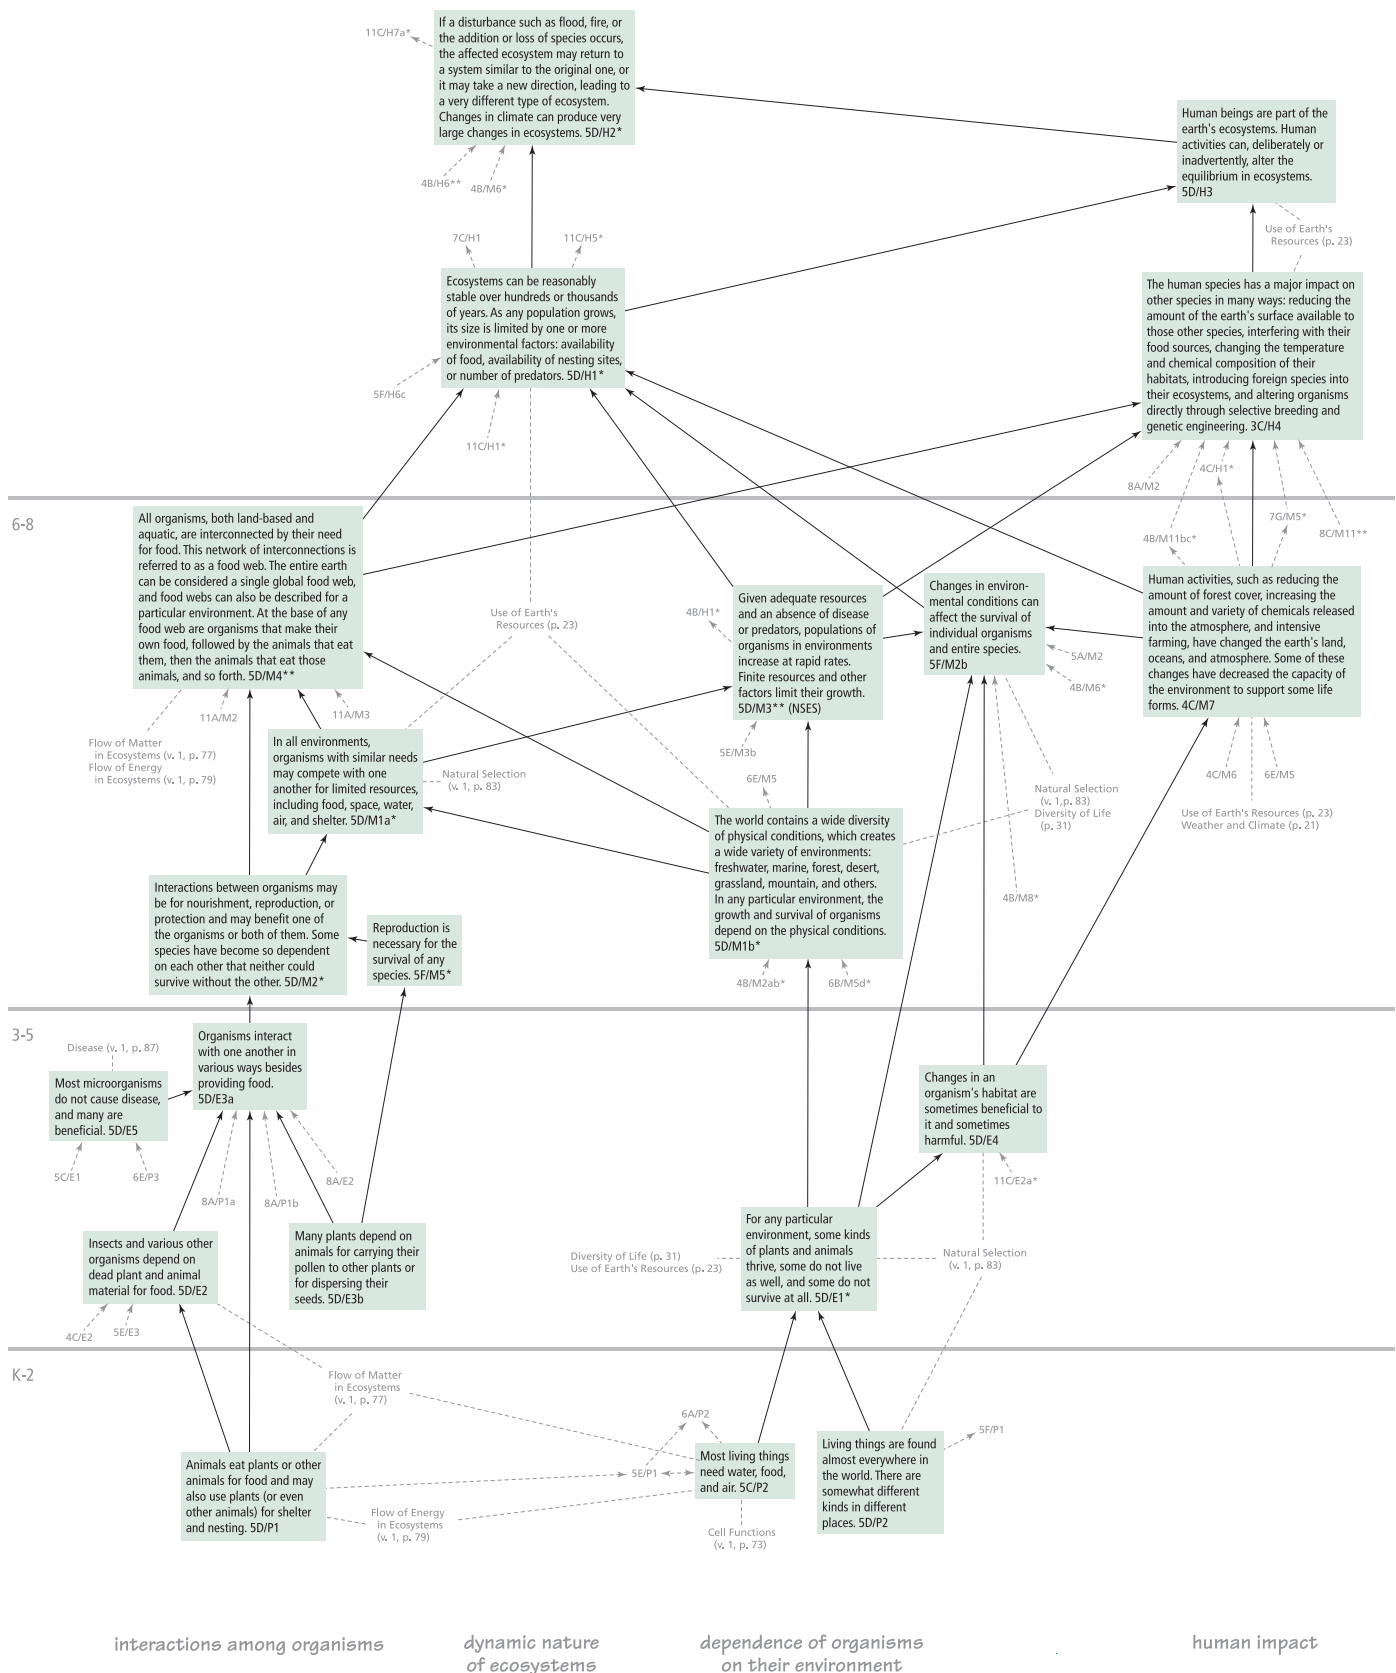 If a disturbance such as flood, fire, or
the addition or loss of species occurs,
the affected ecosystem may return to
a system similar to the original one, or
it may take a new direction, leading to
a very different type of ecosystem.
Changes in climate can produce very
large changes in ecosystems. 5D/H2*
11C/H7a*
Human beings are part of the
earth's ecosystems. Human
activities can, deliberately or
inadvertently, alter the
equilibrium in ecosystems.
5D/H3
4B/H6**
4B/M6*
7C/H1
11C/H5*
Use of Earth's
Resources (p. 23)
Ecosystems can be reasonably
stable over hundreds or thousands
of years. As any population grows,
its size is limited by one or more
environmental factors: availability
of food, availability of nesting sites,
or number of predators. 5D/H1*
The human species has a major impact on
other species in many ways: reducing the
amount of the earth's surface available to
those other species, interfering with their
food sources, changing the temperature
and chemical composition of their
habitats, introducing foreign species into
their ecosystems, and altering organisms
directly through selective breeding and
genetic engineering. 3C/H4
5F/H6c
11C/H1*
8A/M2
4C/H1*
6-8
All organisms, both land-based and
aquatic, are interconnected by their need
for food. This network of interconnections is
referred to as a food web. The entire earth
can be considered a single global food web,
and food webs can also be described for a
particular environment. At the base of any
food web are organisms that make their
own food, followed by the animals that eat
them, then the animals that eat those
animals, and so forth. 5D/M4**
4B/M11bc*
7G/M5*
8C/M11**
Use of Earth's
Resources (p. 23)
4B/H1*
Given adequate resources
and an absence of disease
or predators, populations of
organisms in environments
increase at rapid rates.
Finite resources and other
factors limit their growth.
5D/M3** (NSES)
Changes in environ-
mental conditions can
affect the survival of
individual organisms
and entire species.
5F/M2b
Human activities, such as reducing the
amount of forest cover, increasing the
amount and variety of chemicals released
into the atmosphere, and intensive
farming, have changed the earth's land,
oceans, and atmosphere. Some of these
changes have decreased the capacity of
the environment to support some life
forms. 4C/M7
5A/M2
4B/M6*
11A/M2
11A/M3
Flow of Matter
in Ecosystems (v. 1, p. 77)
Flow of Energy
in Ecosystems (v. 1, p. 79)
In all environments,
organisms with similar needs
may compete with one
another for limited resources,
including food, space, water,
air, and shelter. 5D/M1a*
Natural Selection
(v. 1, p. 83)
5E/M3b
6E/M5
The world contains a wide diversity
of physical conditions, which creates
a wide variety of environments:
freshwater, marine, forest, desert,
grassland, mountain, and others.
In any particular environment, the
growth and survival of organisms
depend on the physical conditions.
5D/M1b*
Natural Selection
(v. 1,p. 83)
Diversity of Life
(p. 31)
4C/M6
6E/M5
Use of Earth's Resources (p. 23)
Weather and Climate (p. 21)
4B/M8*
Interactions between organisms may
be for nourishment, reproduction, or
protection and may benefit one of
the organisms or both of them. Some
species have become so dependent
on each other that neither could
survive without the other. 5D/M2*
Reproduction is
necessary for the
survival of any
species. 5F/M5*
4B/M2ab*
6B/M5d*
3-5
Disease (v. 1, p. 87)
Organisms interact
with one another in
various ways besides
providing food.
5D/E3a
Most microorganisms
do not cause disease,
and many are
beneficial. 5D/E5
Changes in an
organism's habitat are
sometimes beneficial to
it and sometimes
harmful. 5D/E4
5C/E1
6E/P3
8A/P1a
8A/P1b
8A/E2
11C/E2a*
Insects and various other
organisms depend on
dead plant and animal
material for food. 5D/E2
Many plants depend on
animals for carrying their
pollen to other plants or
for dispersing their
seeds. 5D/E3b
For any particular
environment, some kinds
of plants and animals
thrive, some do not live
as well, and some do not
survive at all. 5D/E1*
Diversity of Life (p. 31)
Use of Earth's Resources (p. 23)
Natural Selection
(v. 1, p. 83)
4C/E2
5E/E3
K-2
Flow of Matter
in Ecosystems
(v. 1, p. 77)
6A/P2
5F/P1
Animals eat plants or other
animals for food and may
also use plants (or even
other animals) for shelter
and nesting. 5D/P1
5E/P1
Most living things
need water, food,
and air. 5C/P2
Living things are found
almost everywhere in
the world. There are
somewhat different
kinds in different
places. 5D/P2
Flow of Energy
in Ecosystems
(v. 1, p. 79)
Cell Functions
(v. 1, p. 73)
interactions among organisms
dynamic nature
of ecosystems
dependence of organisms
on their environment
human impact